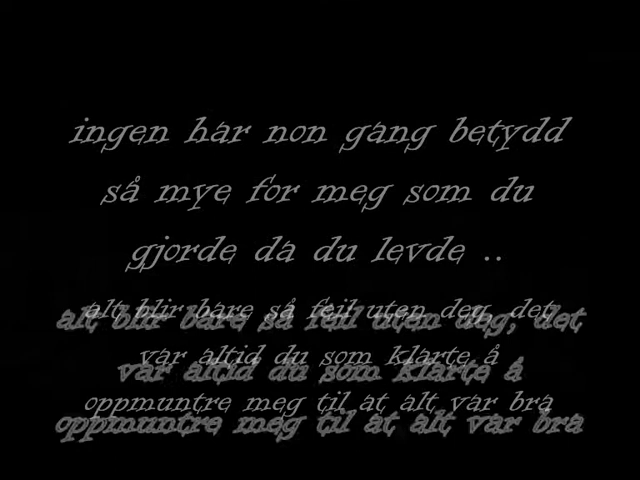 ingen har non gang betydd
så mye for meg som du
gjorde da du levde ..
alt blir bare så feil uten deg, det
var altid du som klarte å
oppmuntre meg til at alt var bra